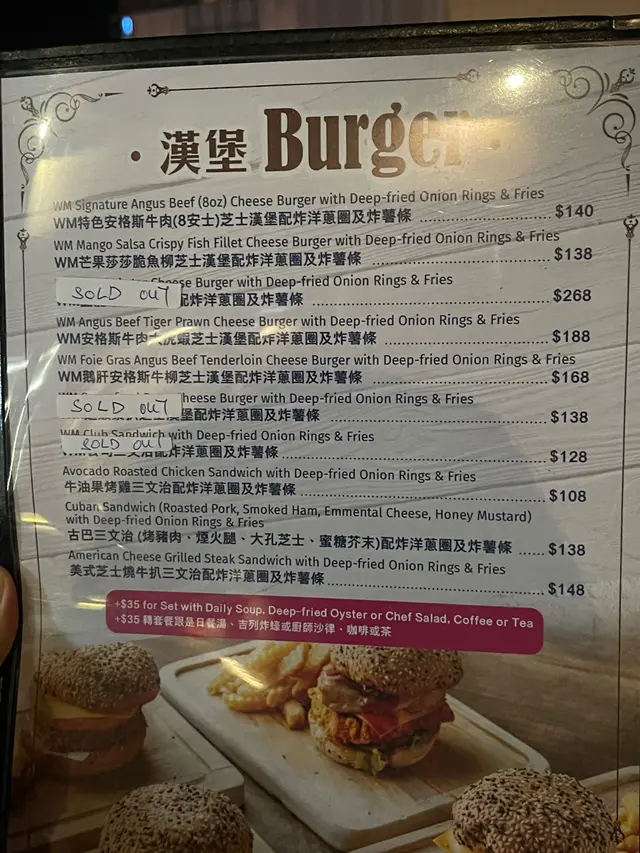 · 漢堡 Burger ·
WM Signature Angus Beef (8oz) Cheese Burger with Deep-fried Onion Rings & Fries
WM特色安格斯牛肉(8安士)芝士漢堡配炸洋蔥圈及炸薯條 $140
WM Mango Salsa Crispy Fish Fillet Cheese Burger with Deep-fried Onion Rings & Fries
WM芒果莎莎脆魚柳芝士漢堡配炸洋蔥圈及炸薯條 $138
Cheese Burger with Deep-fried Onion Rings & Fries
SOLD OUT 配炸洋蔥圈及炸薯條 $268
WM Angus Beef Tiger Prawn Cheese Burger with Deep-fried Onion Rings & Fries
WM安格斯牛肉大虎蝦芝士漢堡配炸洋蔥圈及炸薯條 $188
WM Foie Gras Angus Beef Tenderloin Cheese Burger with Deep-fried Onion Rings & Fries
WM鵝肝安格斯牛柳芝士漢堡配炸洋蔥圈及炸薯條 $168
heese Burger with Deep-fried Onion Rings & Fries
SOLD OUT 堡配炸洋蔥圈及炸薯條 $138
WM Club Sandwich with Deep-fried Onion Rings & Fries
SOLD OUT 三文治配炸洋蔥圈及炸薯條 $128
Avocado Roasted Chicken Sandwich with Deep-fried Onion Rings & Fries
牛油果烤雞三文治配炸洋蔥圈及炸薯條 $108
Cuban Sandwich (Roasted Pork, Smoked Ham, Emmental Cheese, Honey Mustard)
with Deep-fried Onion Rings & Fries
古巴三文治 (烤豬肉、煙火腿、大孔芝士、蜜糖芥末)配炸洋蔥圈及炸薯條 $138
American Cheese Grilled Steak Sandwich with Deep-fried Onion Rings & Fries
美式芝士燒牛扒三文治配炸洋蔥圈及炸薯條 $148
+$35 for Set with Daily Soup, Deep-fried Oyster or Chef Salad, Coffee or Tea
+$35 轉套餐跟是日餐湯、吉列炸蠔或廚師沙律、咖啡或茶